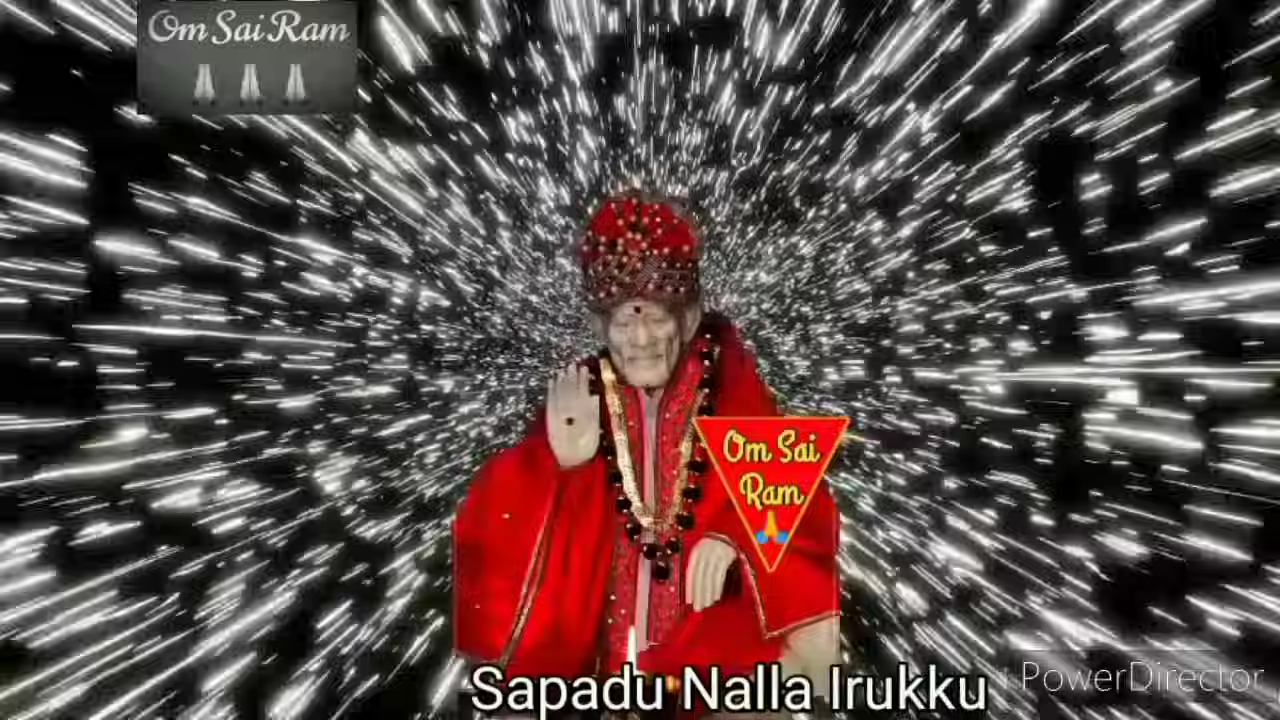 Om Sai Ram
🙏 🙏 🙏
Om Sai
Ram
🙏
Sapadu Nalla Irukku
PowerDirector